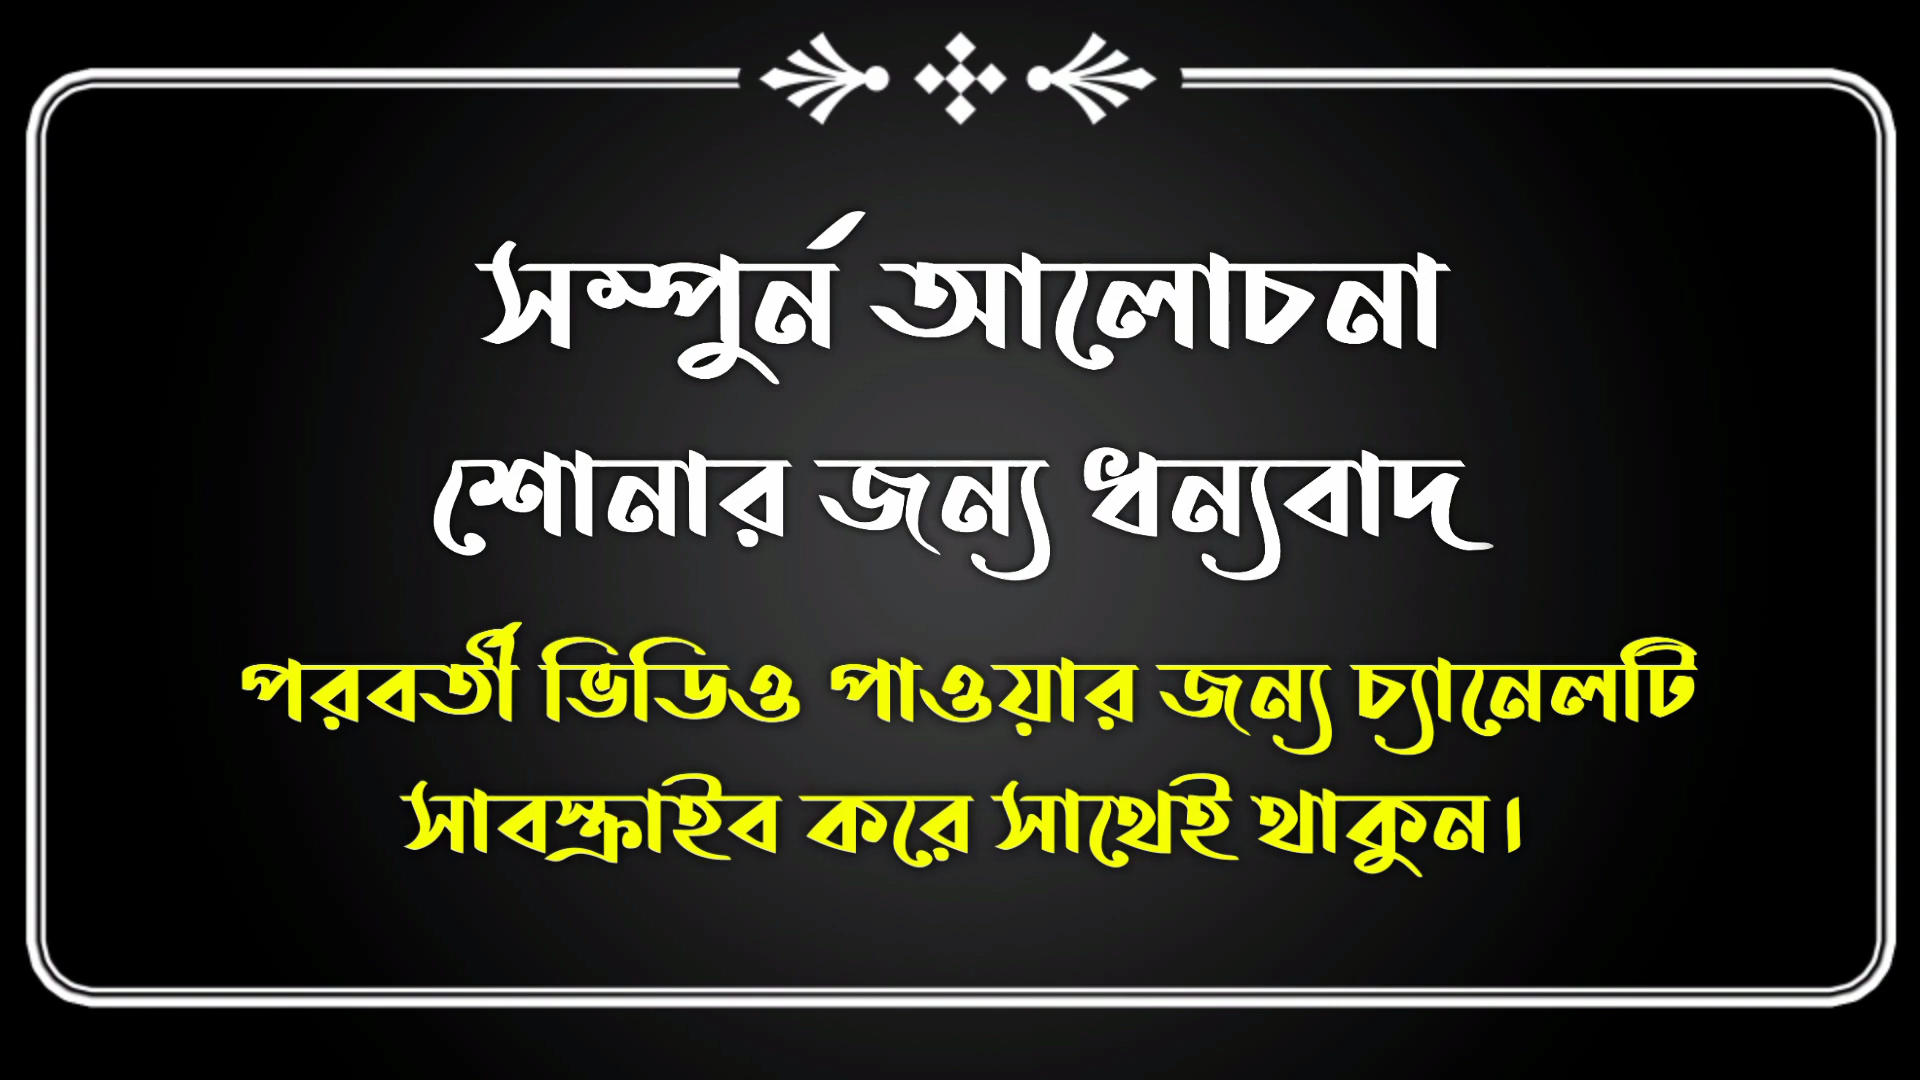 সম্পুর্ন আলোচনা
শোনার জন্য ধন্যবাদ
পরবর্তী ভিডিও পাওয়ার জন্য চ্যানেলটি
সাবস্ক্রাইব করে সাথেই থাকুন।